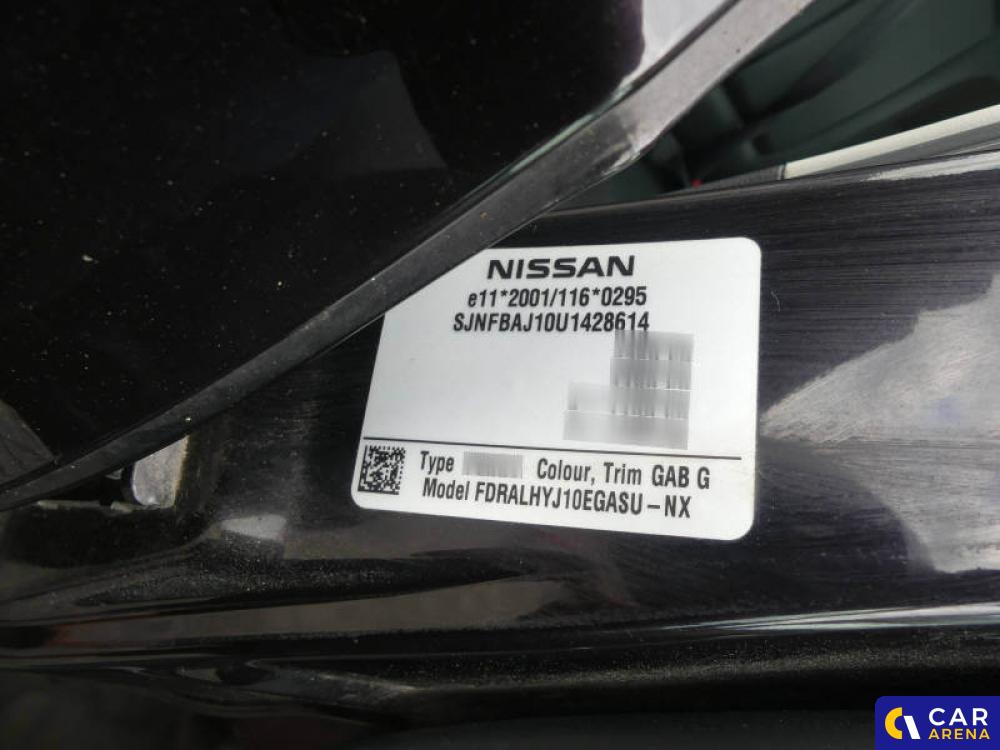 NISSAN
e11*2001/116*0295
SJNFBAJ10U1428614
Type Colour, Trim GAB G
Model FDRALHYJ10EGASU-NX
CAR
ARENA